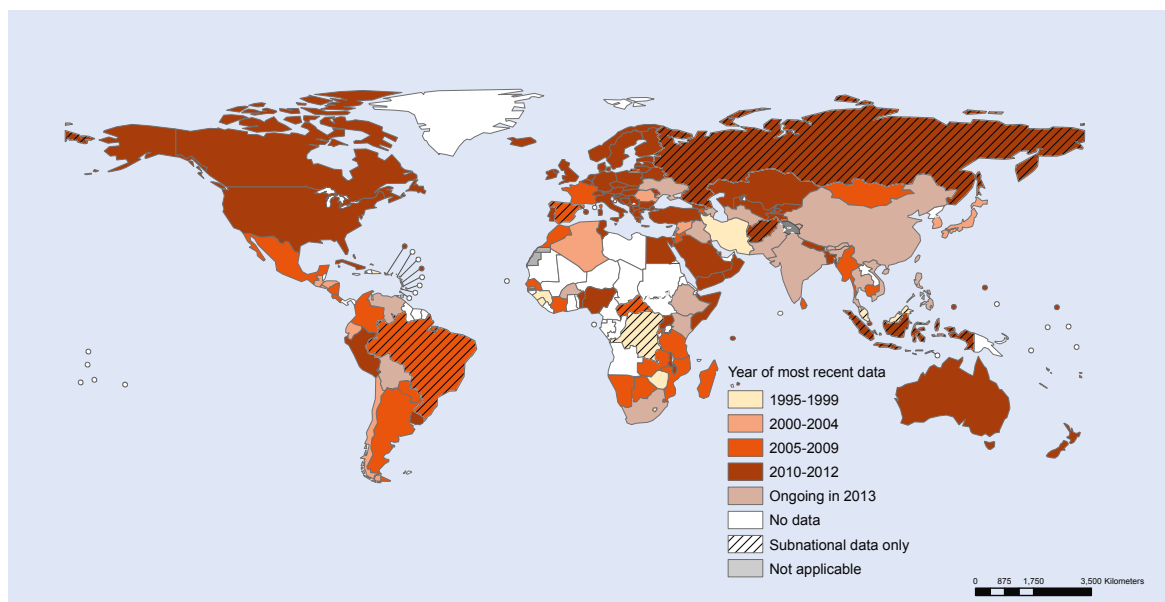 Year of most recent data
1995-1999
2000-2004
2005-2009
2010-2012
Ongoing in 2013
No data
Subnational data only
Not applicable
0 875 1,750 3,500 Kilometers